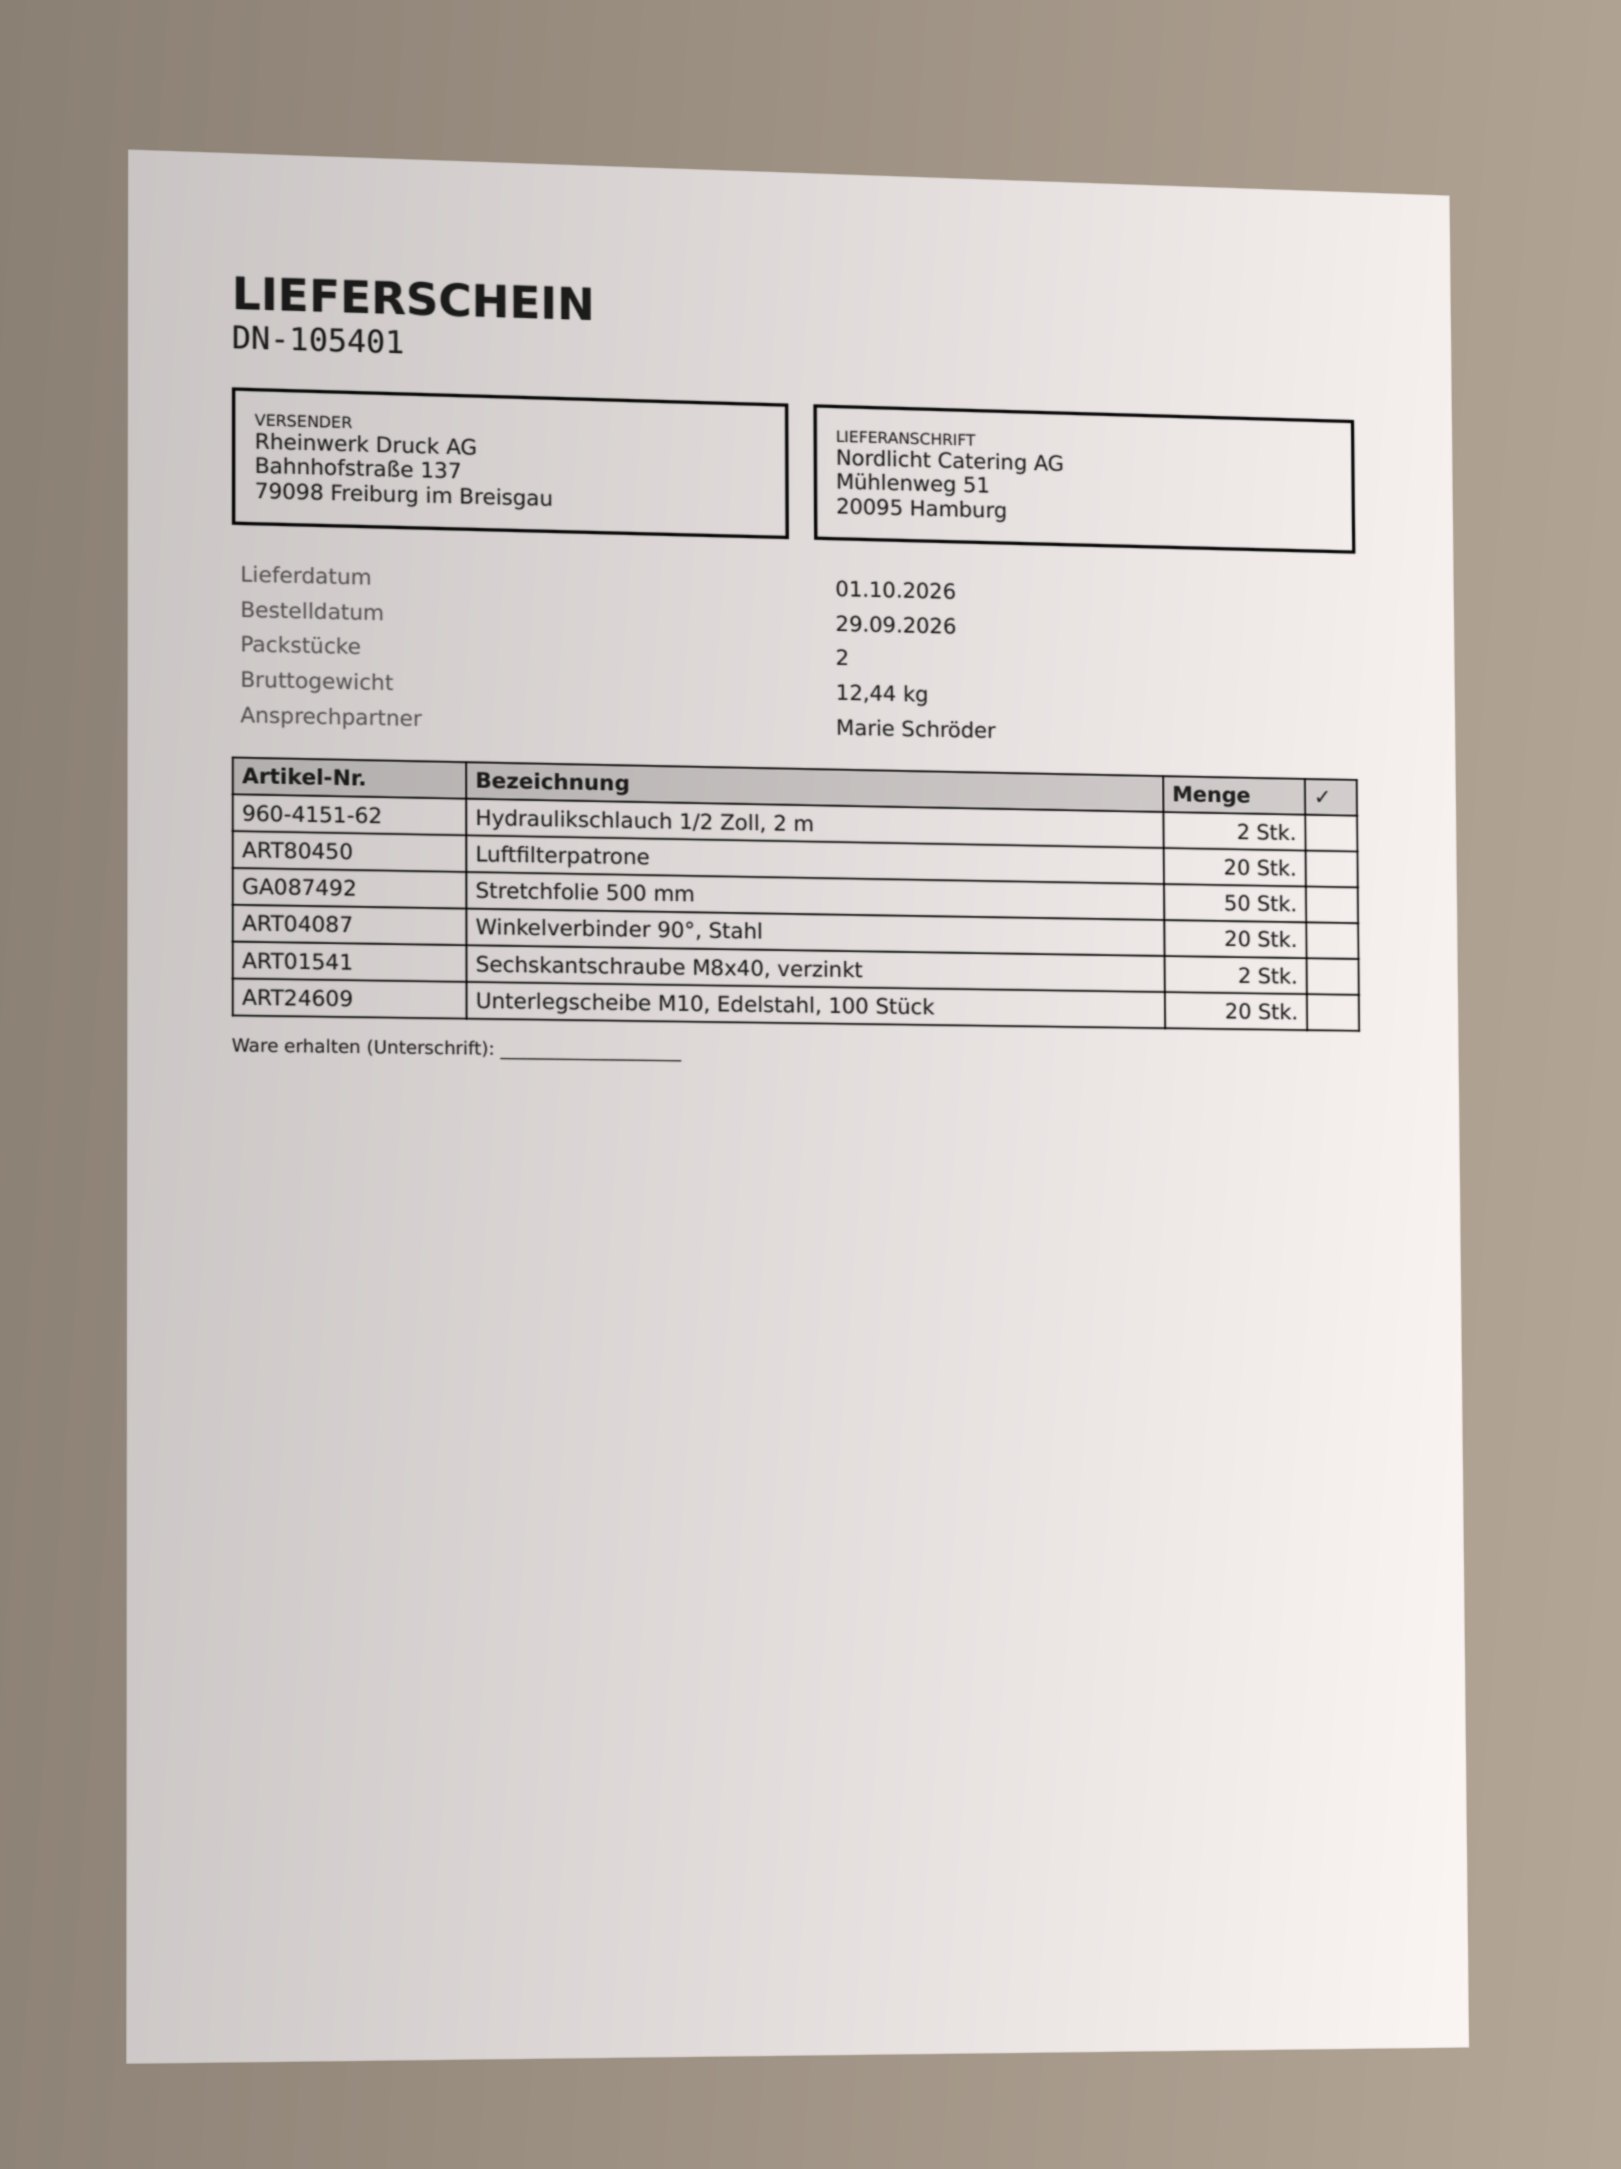 LIEFERSCHEIN
DN-105401
VERSENDER
Rheinwerk Druck AG
Bahnhofstraße 137
79098 Freiburg im Breisgau
LIEFERANSCHRIFT
Nordlicht Catering AG
Mühlenweg 51
20095 Hamburg
Lieferdatum 01.10.2026
Bestelldatum 29.09.2026
Packstücke 2
Bruttogewicht 12,44 kg
Ansprechpartner Marie Schröder
Artikel-Nr. Bezeichnung Menge ✓
960-4151-62 Hydraulikschlauch 1/2 Zoll, 2 m 2 Stk.
ART80450 Luftfilterpatrone 20 Stk.
GA087492 Stretchfolie 500 mm 50 Stk.
ART04087 Winkelverbinder 90°, Stahl 20 Stk.
ART01541 Sechskantschraube M8x40, verzinkt 2 Stk.
ART24609 Unterlegscheibe M10, Edelstahl, 100 Stück 20 Stk.
Ware erhalten (Unterschrift): ____________________